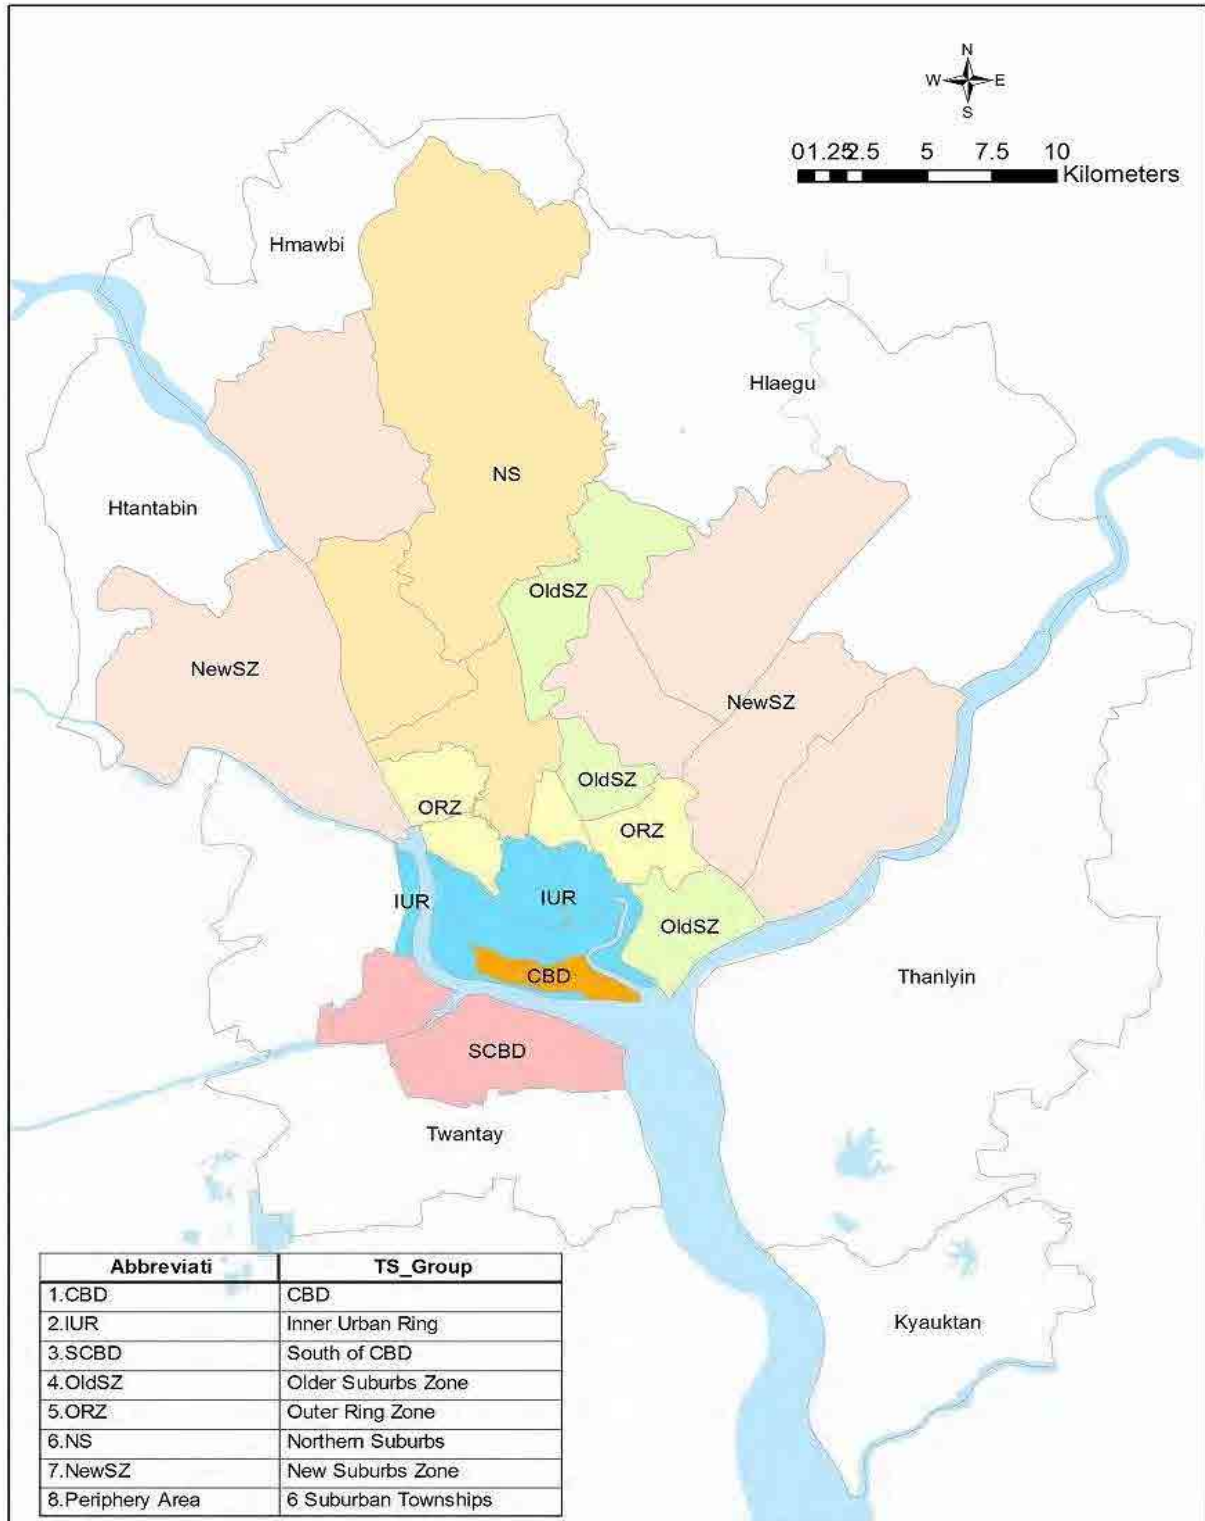 N
W E
S
01.252.5 5 7.5 10
Kilometers
Hmawbi
Hlaegu
NS
Htantabin
OldSZ
NewSZ
NewSZ
OldSZ
ORZ
ORZ
IUR
IUR
OldSZ
CBD
Thanlyin
SCBD
Twantay
Kyauktan
Abbreviati TS_Group
1.CBD CBD
2.IUR Inner Urban Ring
3.SCBD South of CBD
4.OldSZ Older Suburbs Zone
5.ORZ Outer Ring Zone
6.NS Northern Suburbs
7.NewSZ New Suburbs Zone
8.Periphery Area 6 Suburban Townships